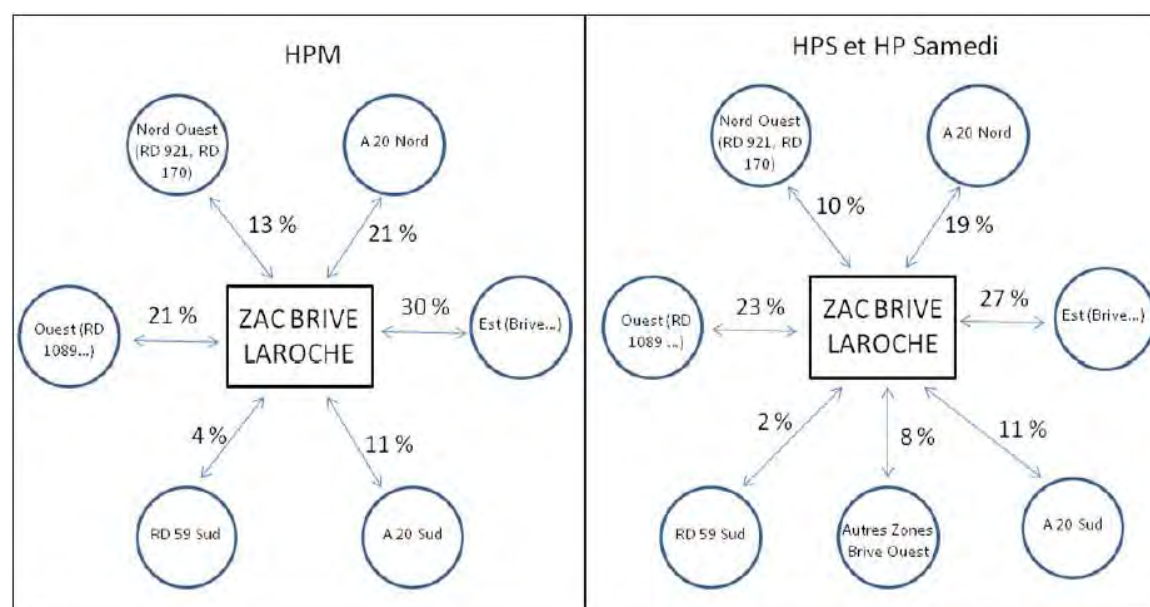 HPM
Nord Ouest
(RD 921, RD
170)
A 20 Nord
13 %
21 %
Ouest (RD
1089...)
21 %
ZAC BRIVE
LAROCHE
30 %
Est (Brive...)
4 %
11 %
RD 59 Sud
A 20 Sud
HPS et HP Samedi
Nord Ouest
(RD 921, RD
170)
A 20 Nord
10 %
19 %
Ouest (RD
1089 ...)
23 %
ZAC BRIVE
LAROCHE
27 %
Est (Brive...)
2 %
8 %
11 %
RD 59 Sud
Autres Zones
Brive Ouest
A 20 Sud